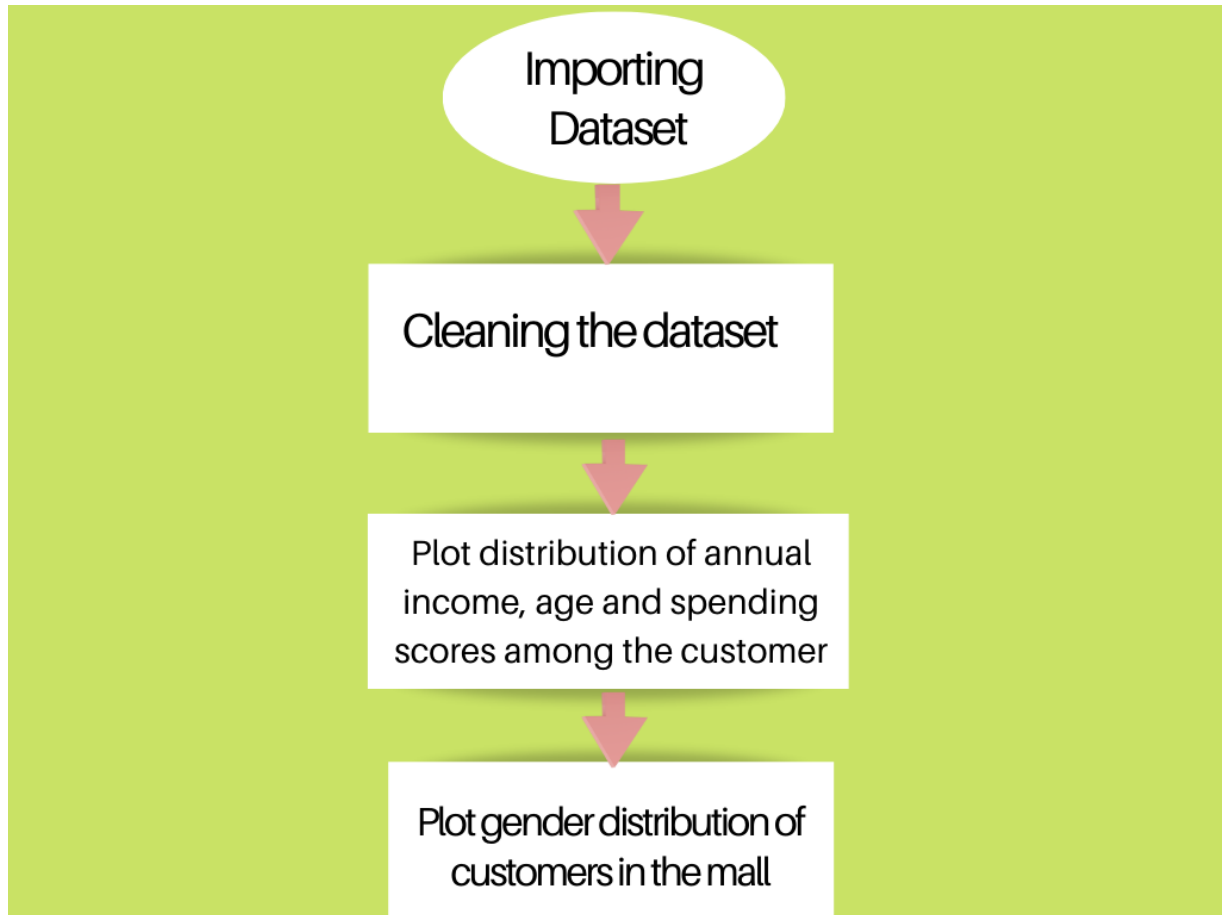 Importing
Dataset
Cleaning the dataset
Plot distribution of annual
income, age and spending
scores among the customer
Plot gender distribution of
customers in the mall